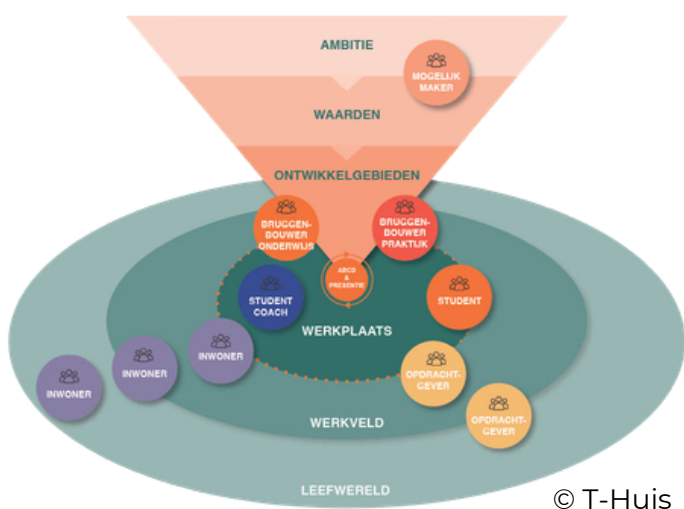 AMBITIE
MOGELIJK
MAKER
WAARDEN
ONTWIKKELGEBIEDEN
BRUGGEN-
BOUWER
ONDERWIJS
BRUGGEN-
BOUWER
PRAKTIJK
ABCD
&
PRESENTIE
STUDENT
COACH
STUDENT
WERKPLAATS
INWONER
INWONER
INWONER
OPDRACHT-
GEVER
OPDRACHT-
GEVER
WERKVELD
LEEFWERELD
© T-Huis